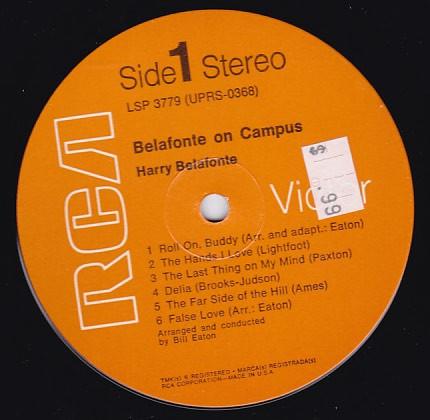 Side 1 Stereo
LSP 3779 (UPRS-0368)
Belafonte on Campus
Harry Belafonte
RCA
1 Roll On, Buddy (Arr. and adapt.: Eaton)
2 The Hands I Love (Lightfoot)
3 The Last Thing on My Mind (Paxton)
4 Delia (Brooks-Judson)
5 The Far Side of the Hill (Ames)
6 False Love (Arr.: Eaton)
Arranged and conducted
by Bill Eaton
TMK(s) ® REGISTERED • MARCA(s) REGISTRADA(s)
RCA CORPORATION—MADE IN U.S.A.